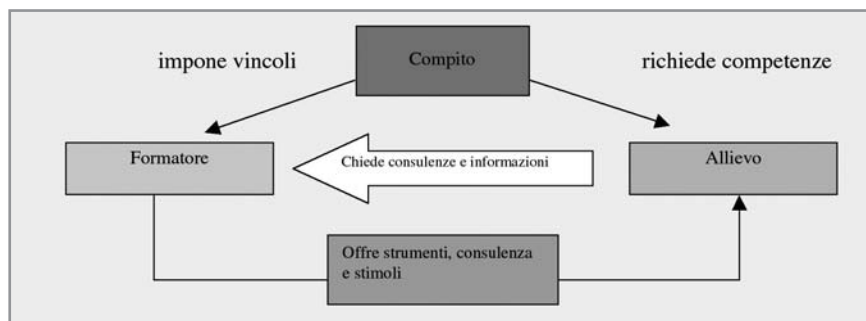 impone vincoli
Compito
richiede competenze
Formatore
Chiede consulenze e informazioni
Allievo
Offre strumenti, consulenza
e stimoli